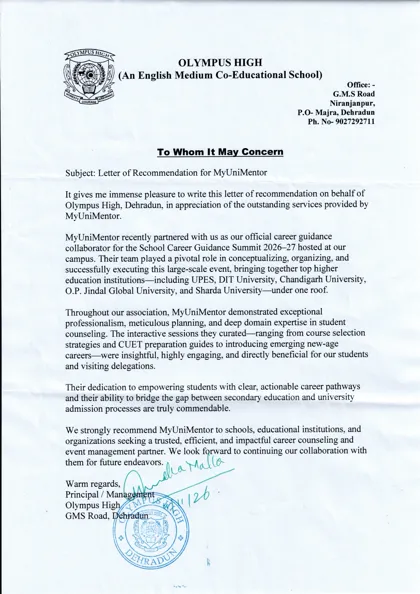 OLYMPUS HIGH
OLYMPUS HIGH
(An English Medium Co-Educational School)
Office: -
G.M.S Road
Niranjanpur,
P.O- Majra, Dehradun
Ph. No- 9027292711
To Whom It May Concern
Subject: Letter of Recommendation for MyUniMentor
It gives me immense pleasure to write this letter of recommendation on behalf of
Olympus High, Dehradun, in appreciation of the outstanding services provided by
MyUniMentor.
MyUniMentor recently partnered with us as our official career guidance
collaborator for the School Career Guidance Summit 2026–27 hosted at our
campus. Their team played a pivotal role in conceptualizing, organizing, and
successfully executing this large-scale event, bringing together top higher
education institutions—including UPES, DIT University, Chandigarh University,
O.P. Jindal Global University, and Sharda University—under one roof.
Throughout our association, MyUniMentor demonstrated exceptional
professionalism, meticulous planning, and deep domain expertise in student
counseling. The interactive sessions they curated—ranging from course selection
strategies and CUET preparation guides to introducing emerging new-age
careers—were insightful, highly engaging, and directly beneficial for our students
and visiting delegations.
Their dedication to empowering students with clear, actionable career pathways
and their ability to bridge the gap between secondary education and university
admission processes are truly commendable.
We strongly recommend MyUniMentor to schools, educational institutions, and
organizations seeking a trusted, efficient, and impactful career counseling and
event management partner. We look forward to continuing our collaboration with
them for future endeavors.
Warm regards,
Principal / Management
Olympus High
GMS Road, Dehradun
Malla
OLYMPUS HIGH
DEHRADUN